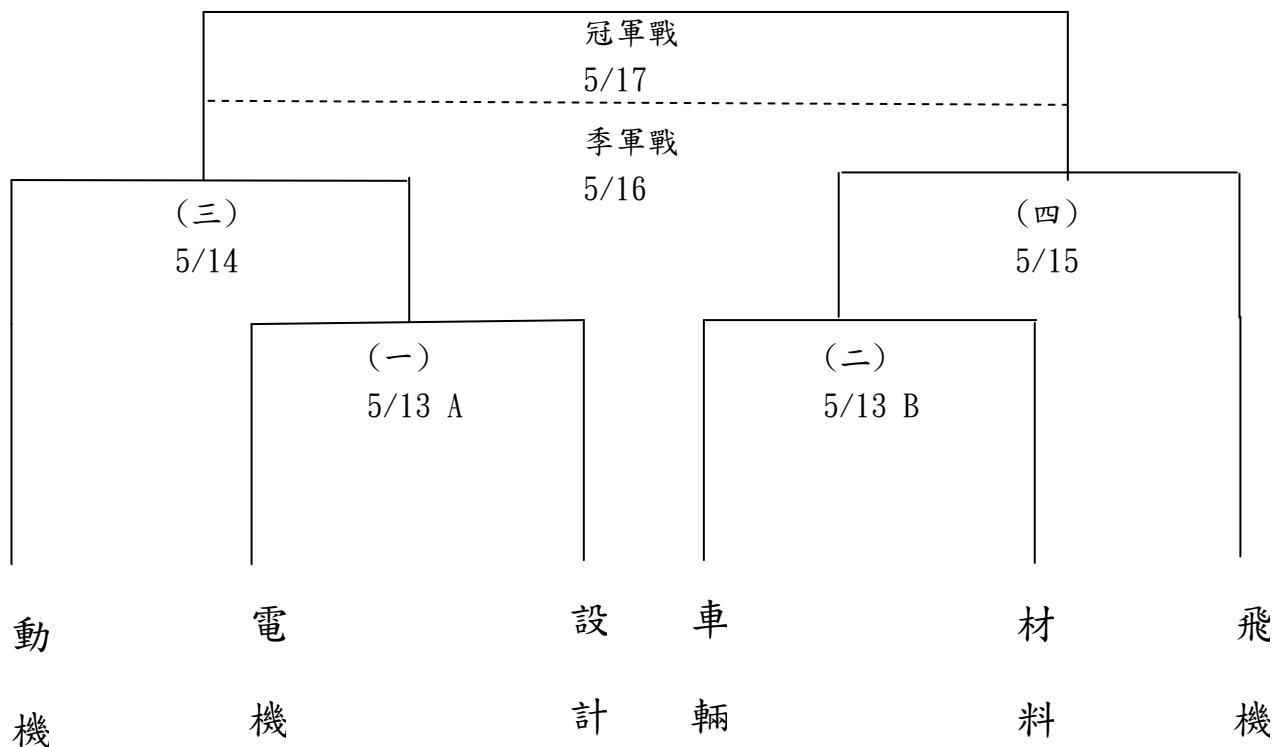 冠軍戰
5/17
季軍戰
5/16
(三)
5/14
(四)
5/15
(一)
5/13 A
(二)
5/13 B
動機
電機
設計
車輛
材料
飛機